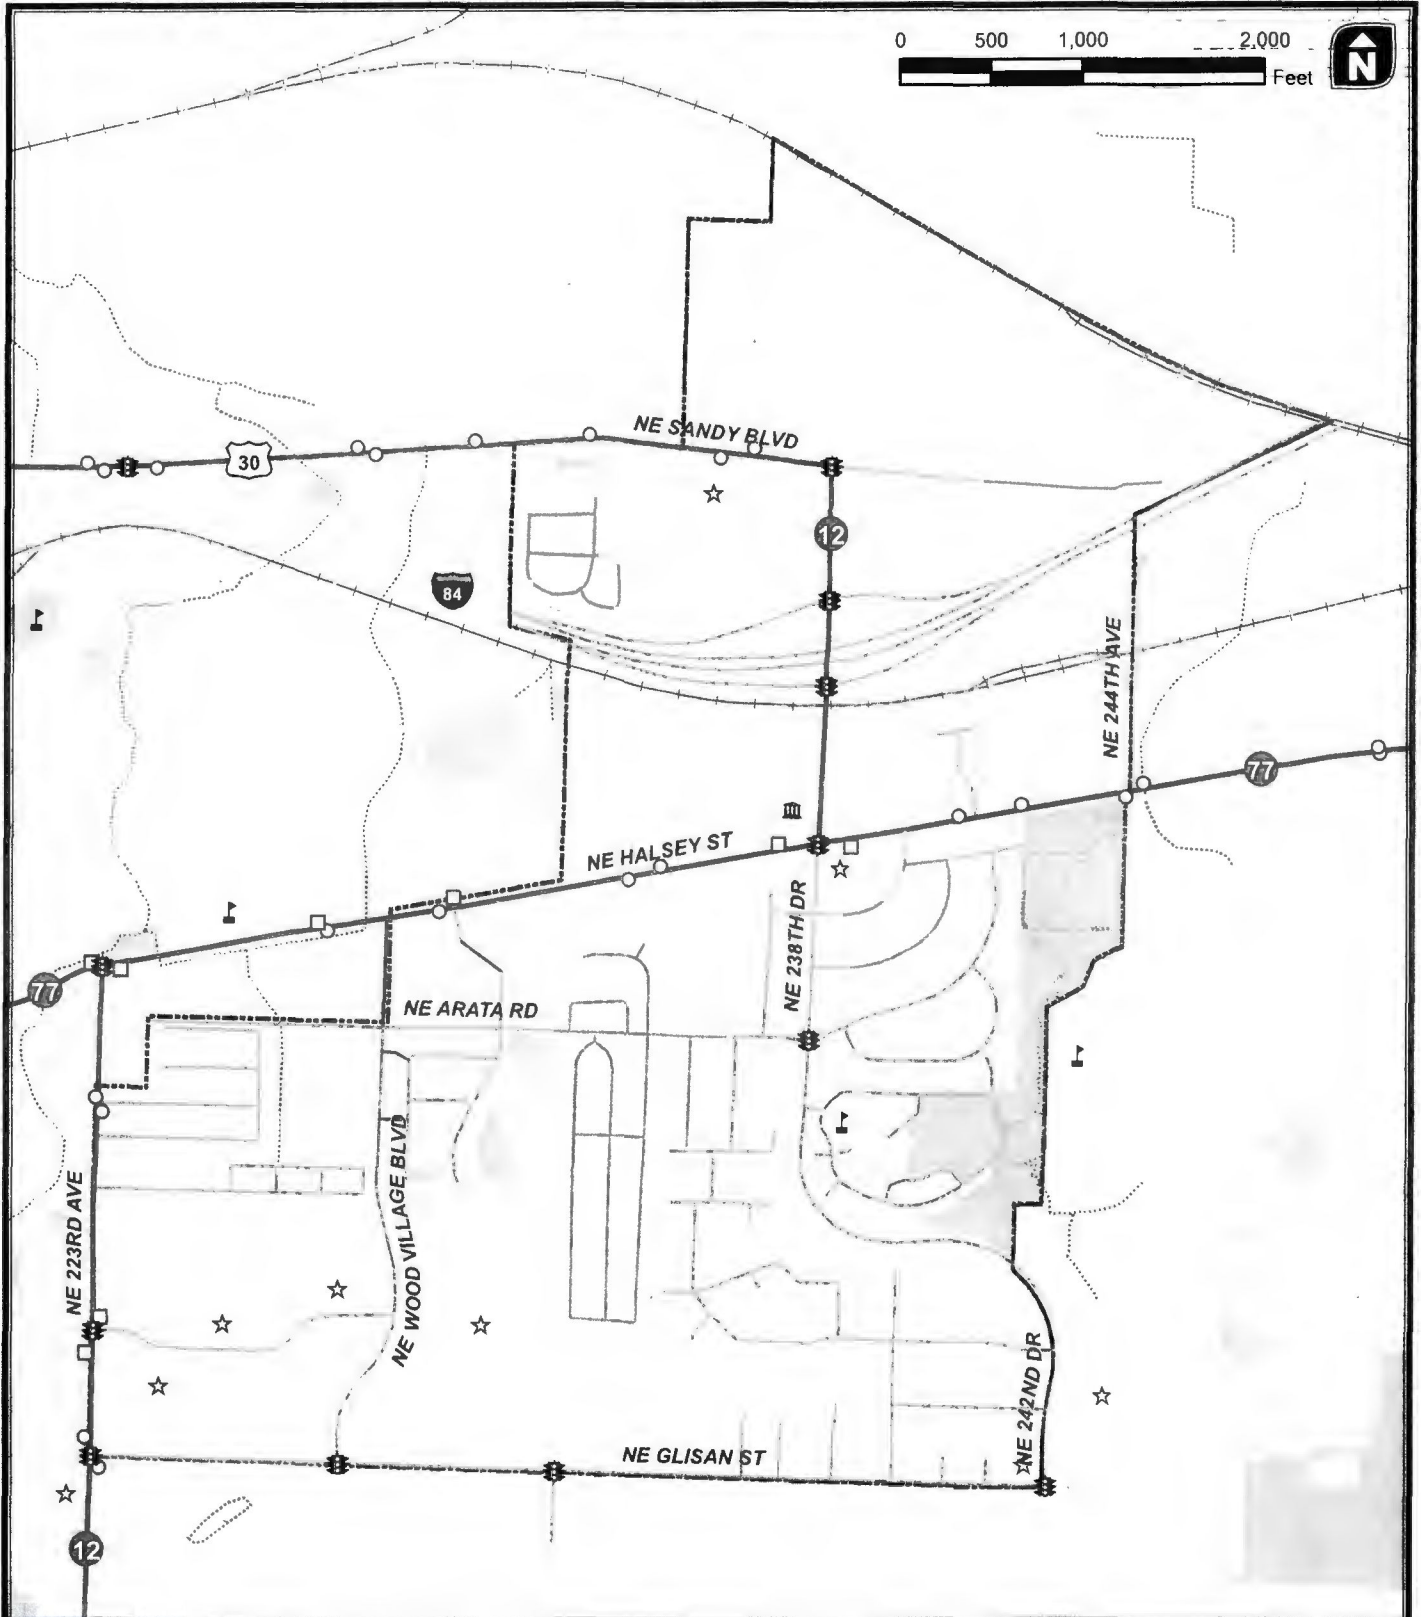 0 500 1,000 2,000
Feet
N
NE SANDY BLVD
30
12
84
NE 244TH AVE
77
NE HALSEY ST
NE 238TH DR
77
NE ARATA RD
NE WOOD VILLAGE BLVD
NE 223RD AVE
NE 242ND DR
NE GLISAN ST
12